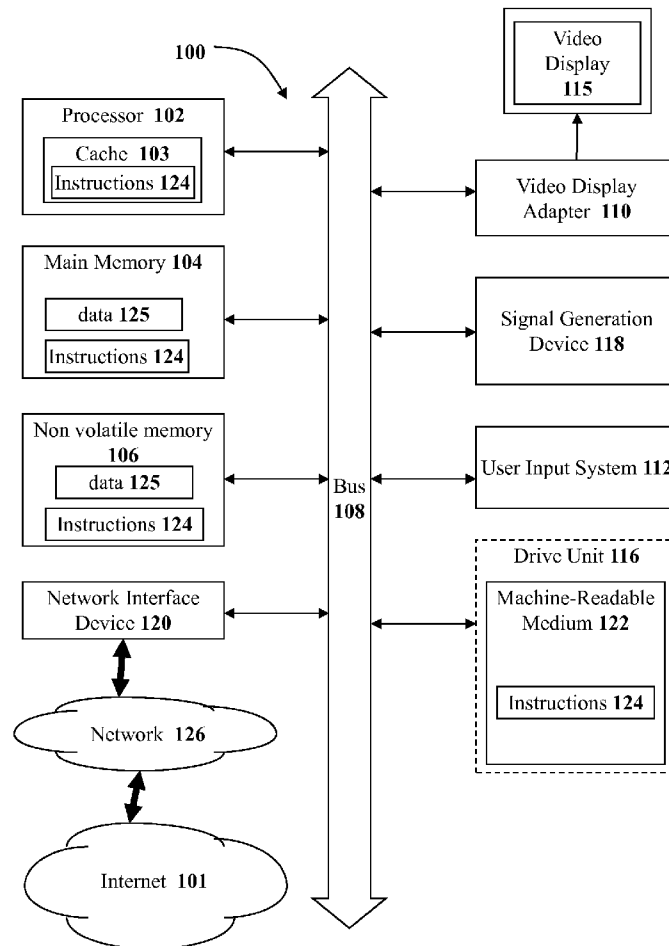 100
Processor 102
Cache 103
Instructions 124
Main Memory 104
data 125
Instructions 124
Non volatile memory
106
data 125
Instructions 124
Network Interface
Device 120
Network 126
Internet 101
Bus
108
Video
Display
115
Video Display
Adapter 110
Signal Generation
Device 118
User Input System 112
Drive Unit 116
Machine-Readable
Medium 122
Instructions 124